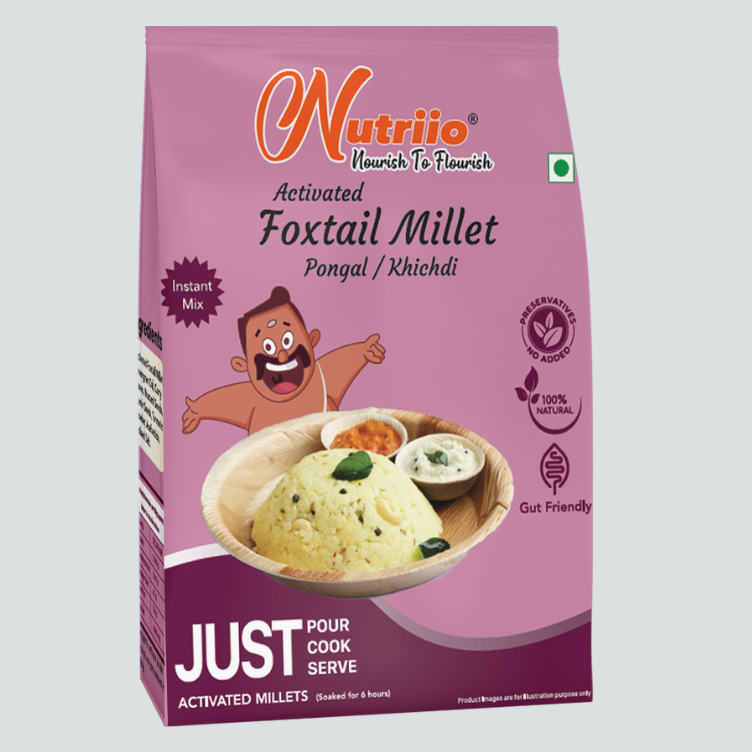 Nutriio®
Nourish To Flourish
Activated
Foxtail Millet
Pongal / Khichdi
Instant
Mix
PRESERVATIVES
NO ADDED
100%
NATURAL
Gut Friendly
JUST
POUR
COOK
SERVE
ACTIVATED MILLETS (Soaked for 6 hours)
Product Images are for illustration purpose only